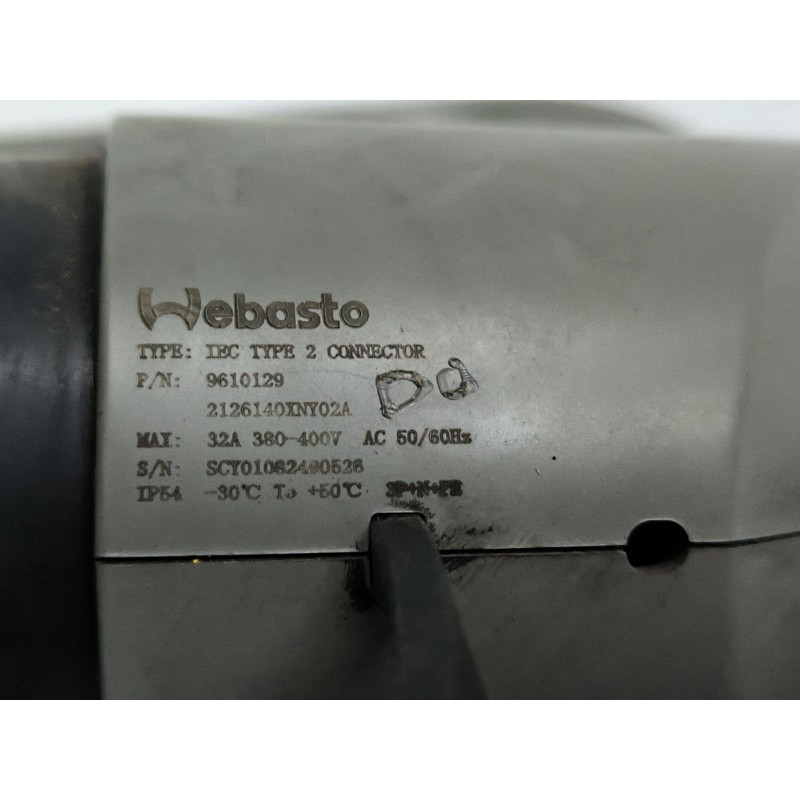 Webasto
TYPE: IEC TYPE 2 CONNECTOR
P/N: 9610129
2126140XNY02A
MAX: 32A 380-400V AC 50/60Hz
S/N: SCY01082490526
IP54 -30℃ To +50℃ 3P+N+PE